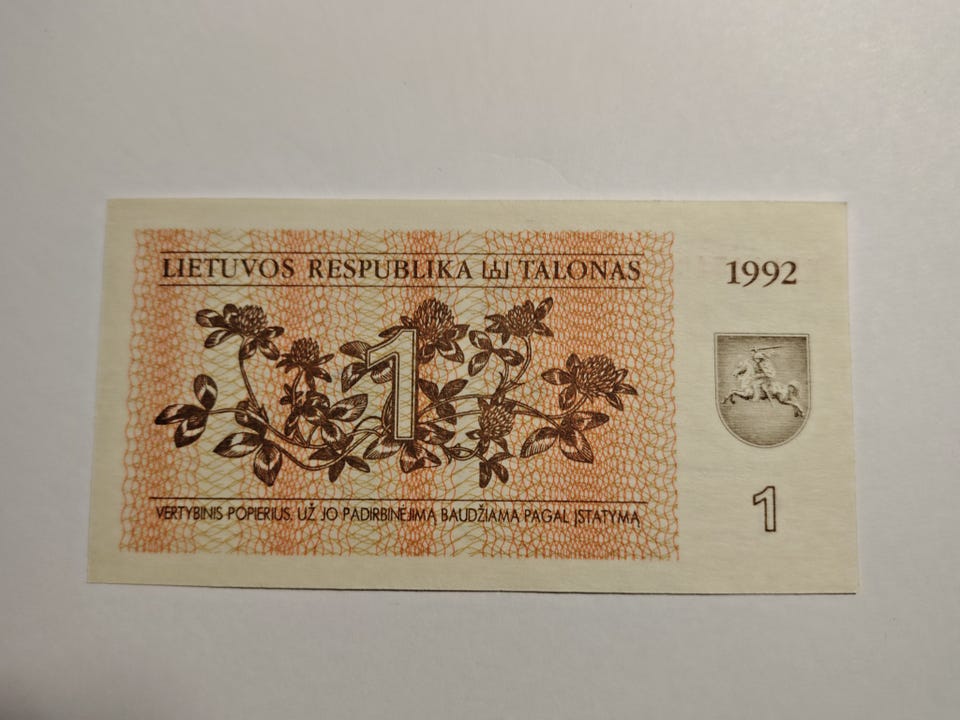 LIETUVOS RESPUBLIKA TALONAS
1992
1
VERTYBINIS POPIERIUS. UŽ JO PADIRBINĖJIMĄ BAUDŽIAMA PAGAL ĮSTATYMĄ
1